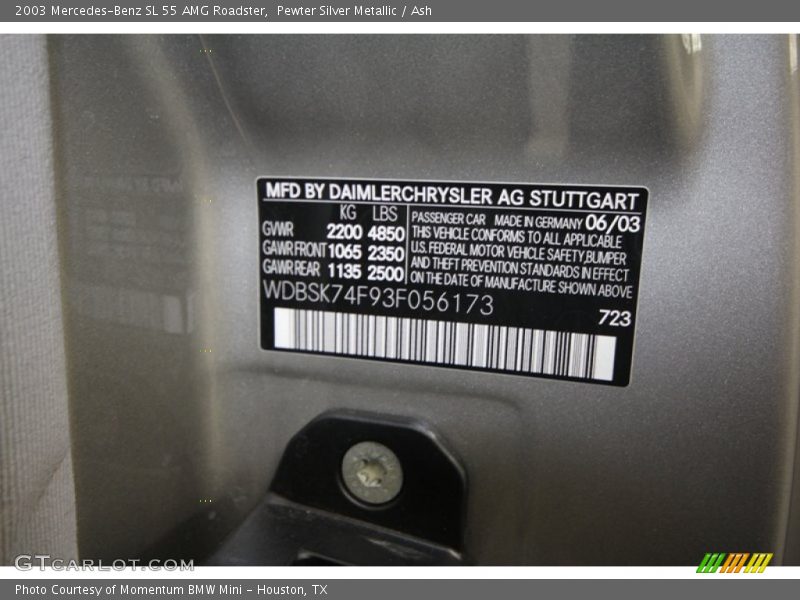 2003 Mercedes-Benz SL 55 AMG Roadster, Pewter Silver Metallic / Ash
MFD BY DAIMLERCHRYSLER AG STUTTGART
KG LBS
GVWR 2200 4850
GAWR FRONT 1065 2350
GAWR REAR 1135 2500
PASSENGER CAR MADE IN GERMANY 06/03
THIS VEHICLE CONFORMS TO ALL APPLICABLE
U.S. FEDERAL MOTOR VEHICLE SAFETY, BUMPER
AND THEFT PREVENTION STANDARDS IN EFFECT
ON THE DATE OF MANUFACTURE SHOWN ABOVE
WDBSK74F93F056173
723
GTCARLOT.COM
Photo Courtesy of Momentum BMW Mini - Houston, TX